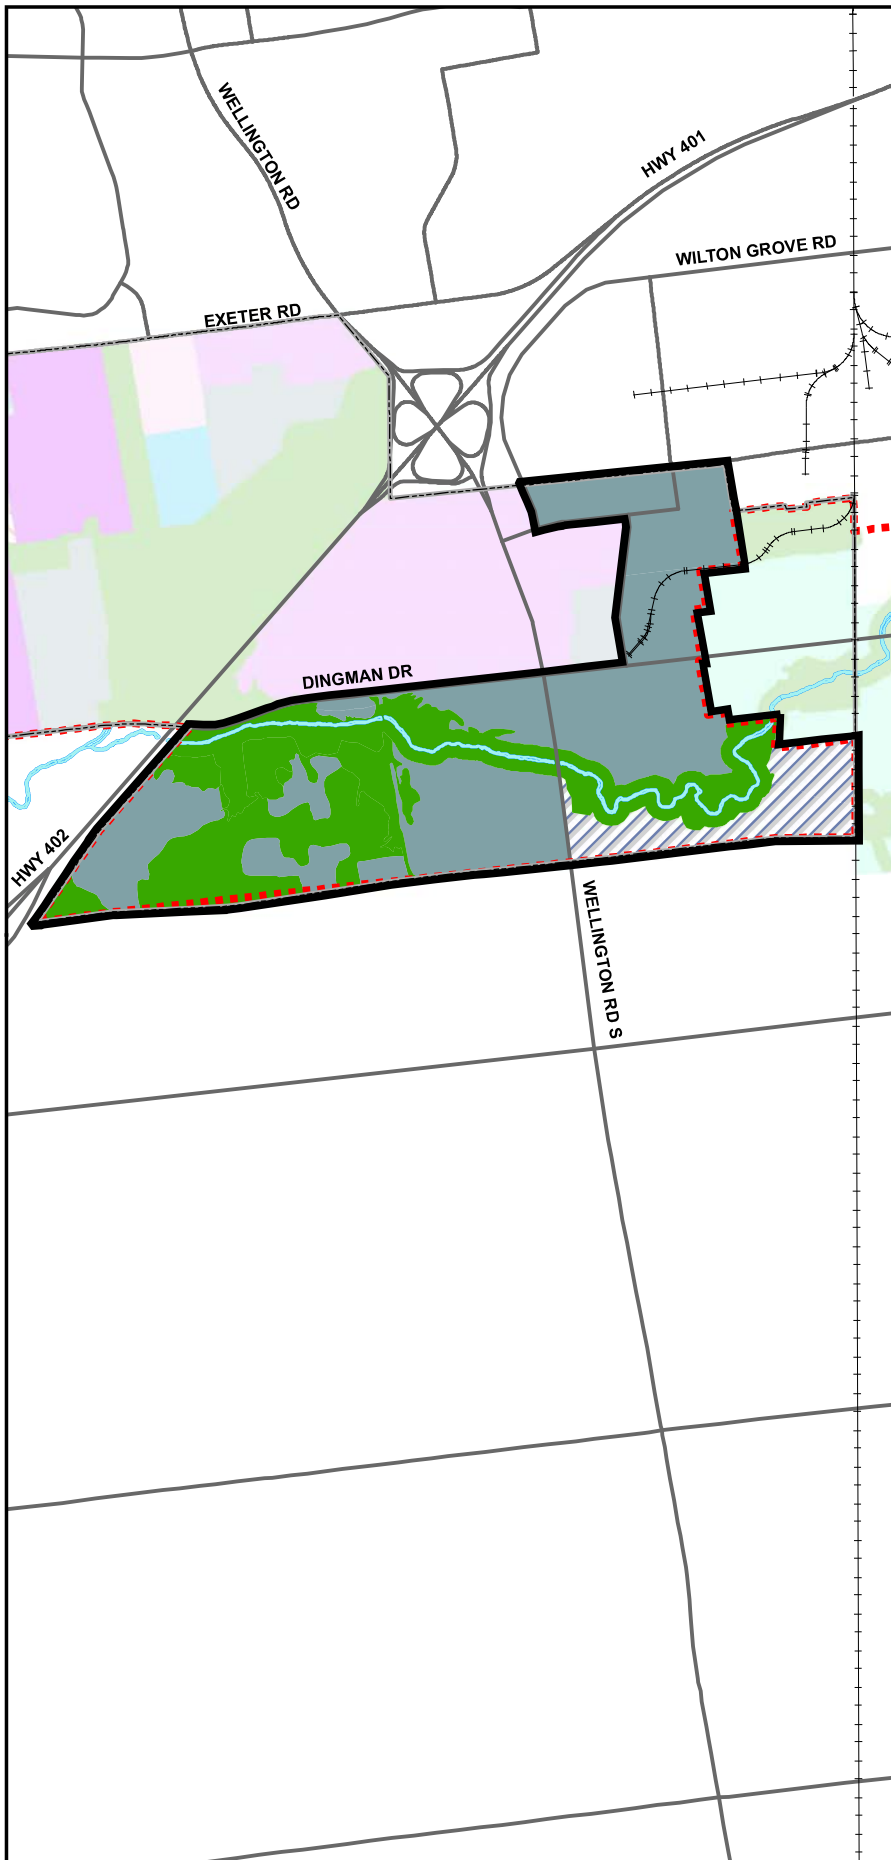 WELLINGTON RD
HWY 401
WILTON GROVE RD
EXETER RD
DINGMAN DR
HWY 402
WELLINGTON RD S